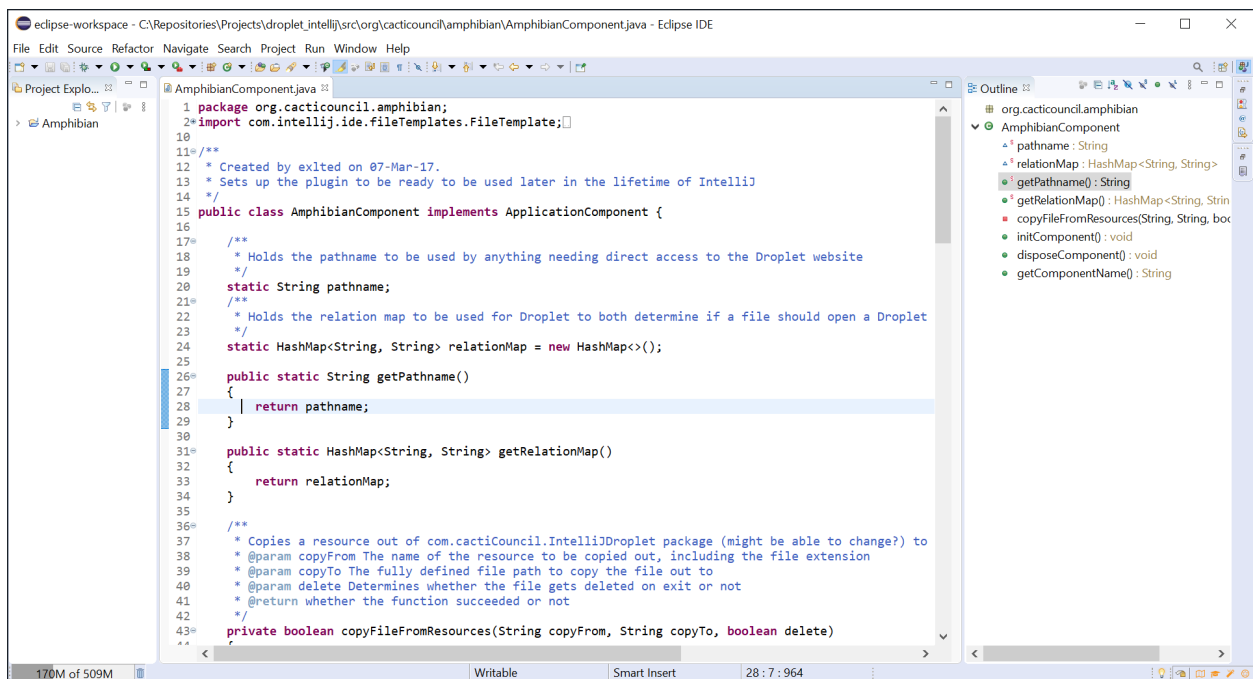 eclipse-workspace - C:\Repositories\Projects\droplet_intellij\src\org\cacticouncil\amphibian\AmphibianComponent.java - Eclipse IDE
File Edit Source Refactor Navigate Search Project Run Window Help
Project Explo...
Amphibian
AmphibianComponent.java
1 package org.cacticouncil.amphibian;
2 import com.intellij.ide.fileTemplates.FileTemplate;
10
11 /**
12 * Created by exlted on 07-Mar-17.
13 * Sets up the plugin to be ready to be used later in the lifetime of IntelliJ
14 */
15 public class AmphibianComponent implements ApplicationComponent {
16
17 /**
18 * Holds the pathname to be used by anything needing direct access to the Droplet website
19 */
20 static String pathname;
21 /**
22 * Holds the relation map to be used for Droplet to both determine if a file should open a Droplet
23 */
24 static HashMap<String, String> relationMap = new HashMap<>();
25
26 public static String getPathname()
27 {
28 return pathname;
29 }
30
31 public static HashMap<String, String> getRelationMap()
32 {
33 return relationMap;
34 }
35
36 /**
37 * Copies a resource out of com.cactiCouncil.IntelliJDroplet package (might be able to change?) to
38 * @param copyFrom The name of the resource to be copied out, including the file extension
39 * @param copyTo The fully defined file path to copy the file out to
40 * @param delete Determines whether the file gets deleted on exit or not
41 * @return whether the function succeeded or not
42 */
43 private boolean copyFileFromResources(String copyFrom, String copyTo, boolean delete)
Outline
org.cacticouncil.amphibian
AmphibianComponent
S pathname : String
S relationMap : HashMap<String, String>
S getPathname() : String
S getRelationMap() : HashMap<String, Strin
copyFileFromResources(String, String, boo
initComponent() : void
disposeComponent() : void
getComponentName() : String
170M of 509M
Writable
Smart Insert
28 : 7 : 964